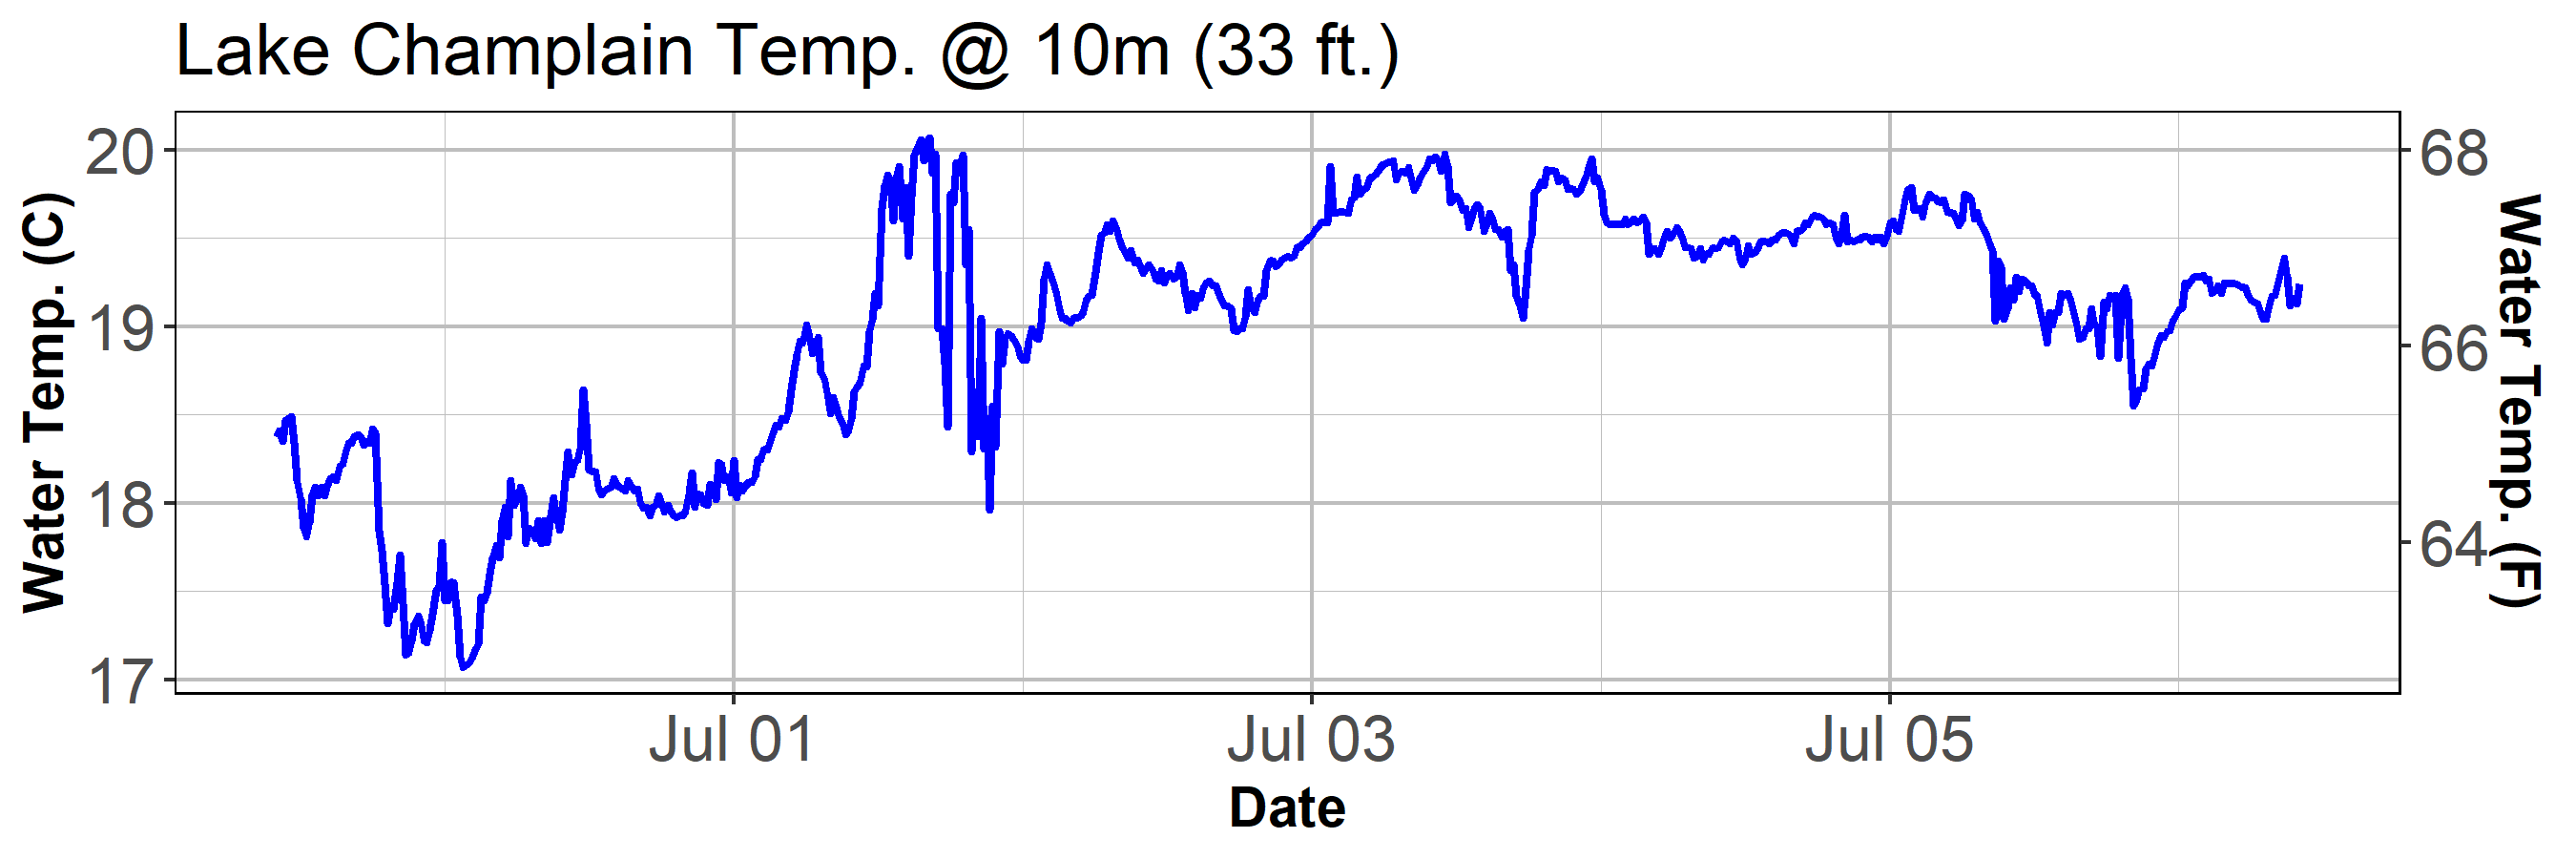 Lake Champlain Temp. @ 10m (33 ft.)
Water Temp. (C)
20
19
18
17
68
66
64
Water Temp. (F)
Jul 01
Jul 03
Jul 05
Date